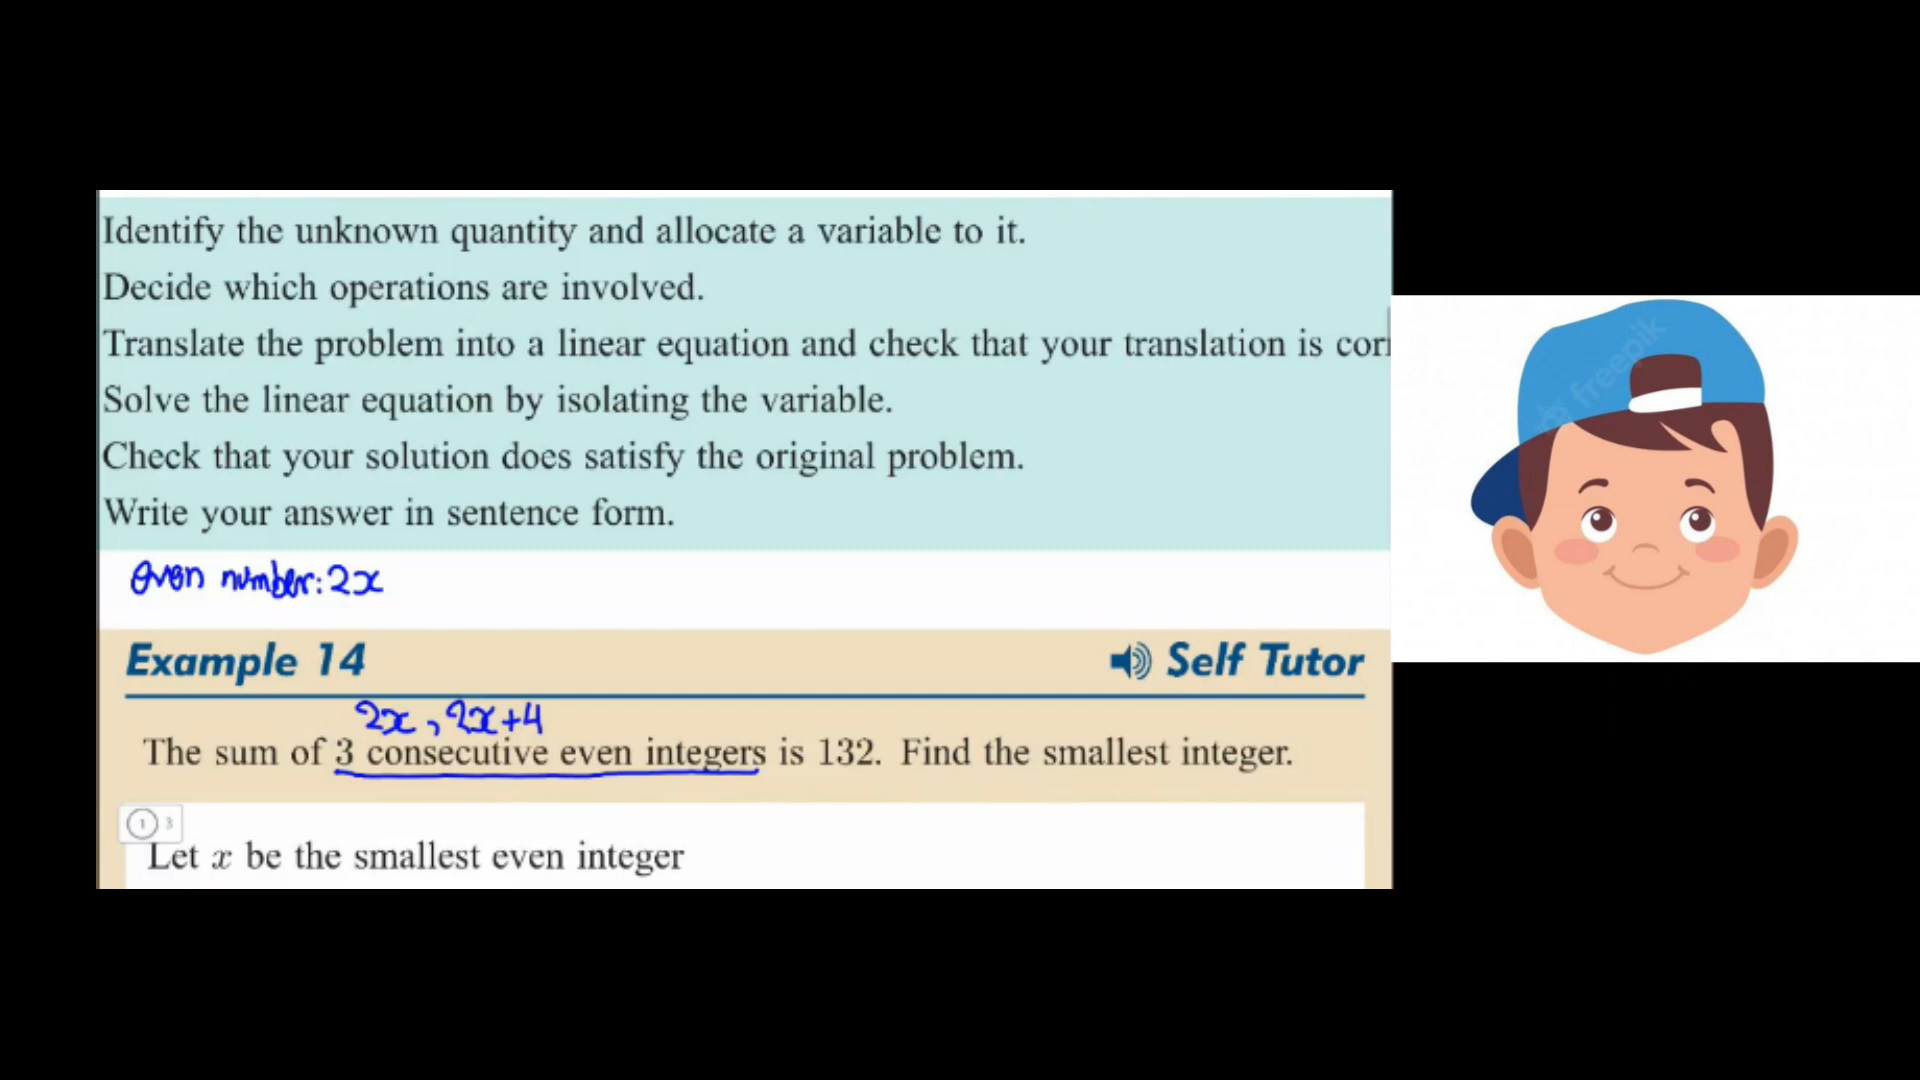 Identify the unknown quantity and allocate a variable to it.
Decide which operations are involved.
Translate the problem into a linear equation and check that your translation is corr
Solve the linear equation by isolating the variable.
Check that your solution does satisfy the original problem.
Write your answer in sentence form.
even number: 2x
Example 14
Self Tutor
2x, 2x+4
The sum of 3 consecutive even integers is 132. Find the smallest integer.
1 3
Let x be the smallest even integer
freepik